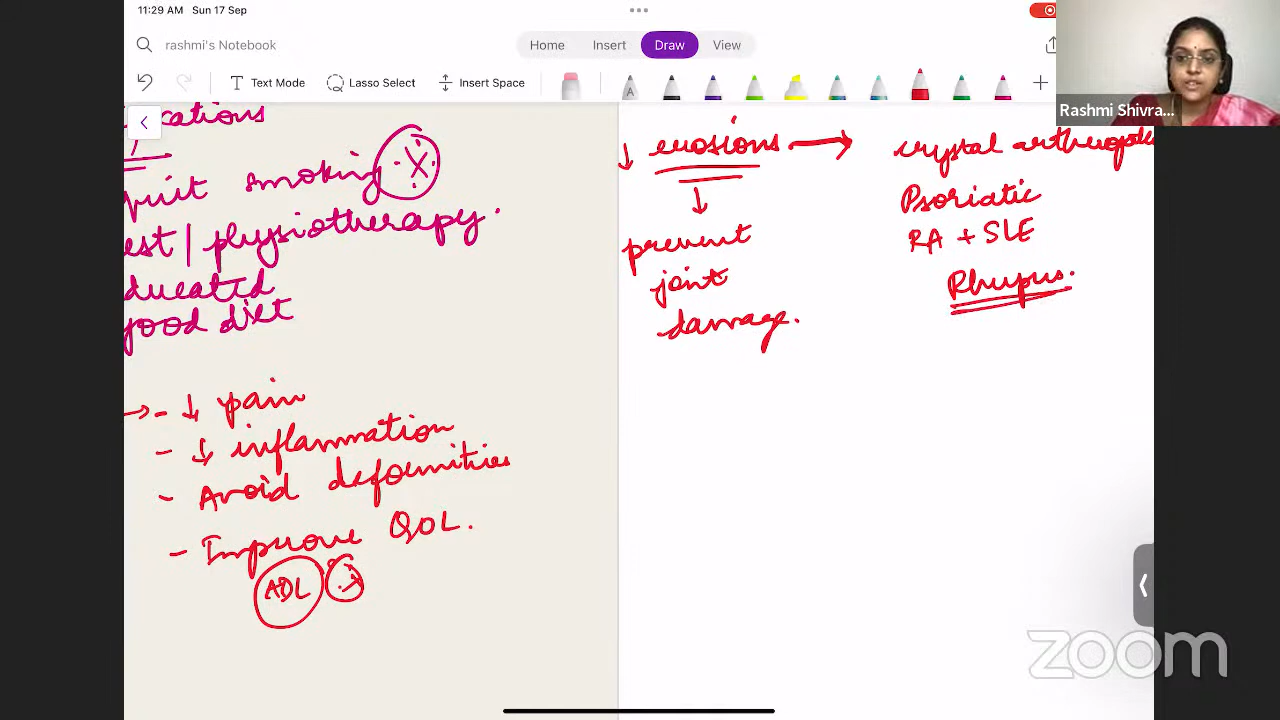 11:29 AM Sun 17 Sep
rashmi's Notebook
Home Insert Draw View
Text Mode Lasso Select Insert Space
Rashmi Shivra...
ications
quit smoking X
est / physiotherapy.
ducated
good diet
→ - ↓ pain
- ↓ inflammation
- Avoid deformities
- Improve QOL.
ADL
↓ erosions →
↓
prevent
joint
damage.
crystal arthropath
Psoriatic
RA + SLE
Rhupus.
zoom